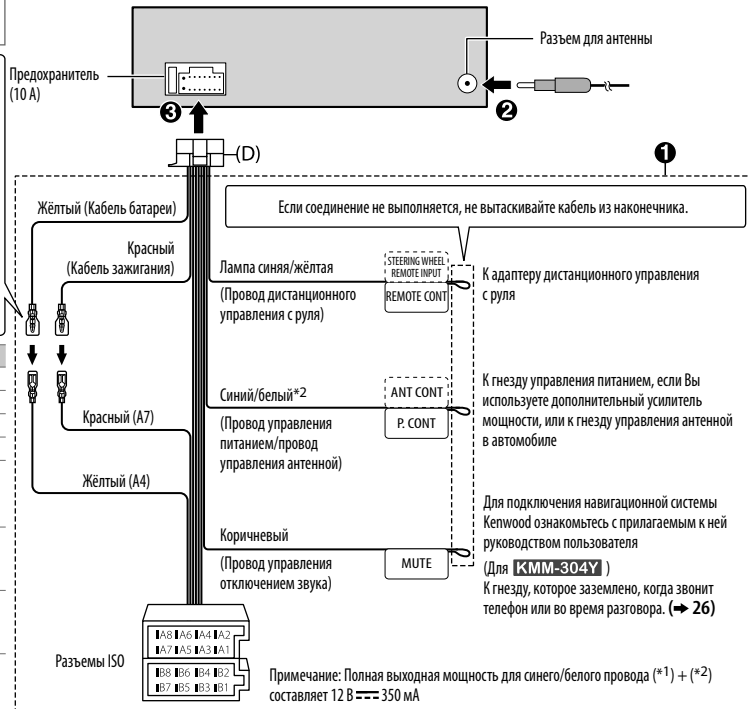 Разъем для антенны
Предохранитель
(10 A)
❸
❷
(D)
❶
Жёлтый (Кабель батареи)
Если соединение не выполняется, не вытаскивайте кабель из наконечника.
Красный
(Кабель зажигания)
Лампа синяя/жёлтая
(Провод дистанционного
управления с руля)
STEERING WHEEL
REMOTE INPUT
REMOTE CONT
К адаптеру дистанционного управления
с руля
Синий/белый*2
(Провод управления
питанием/провод
управления антенной)
ANT CONT
P. CONT
К гнезду управления питанием, если Вы
используете дополнительный усилитель
мощности, или к гнезду управления антенной
в автомобиле
Красный (A7)
Жёлтый (A4)
Коричневый
(Провод управления
отключением звука)
MUTE
Для подключения навигационной системы
Kenwood ознакомьтесь с прилагаемым к ней
руководством пользователя
(Для KMM-304Y )
К гнезду, которое заземлено, когда звонит
телефон или во время разговора. (➜ 26)
Разъемы ISO
A8 A6 A4 A2
A7 A5 A3 A1
B8 B6 B4 B2
B7 B5 B3 B1
Примечание: Полная выходная мощность для синего/белого провода (*1) + (*2)
составляет 12 В ⎓ 350 мА